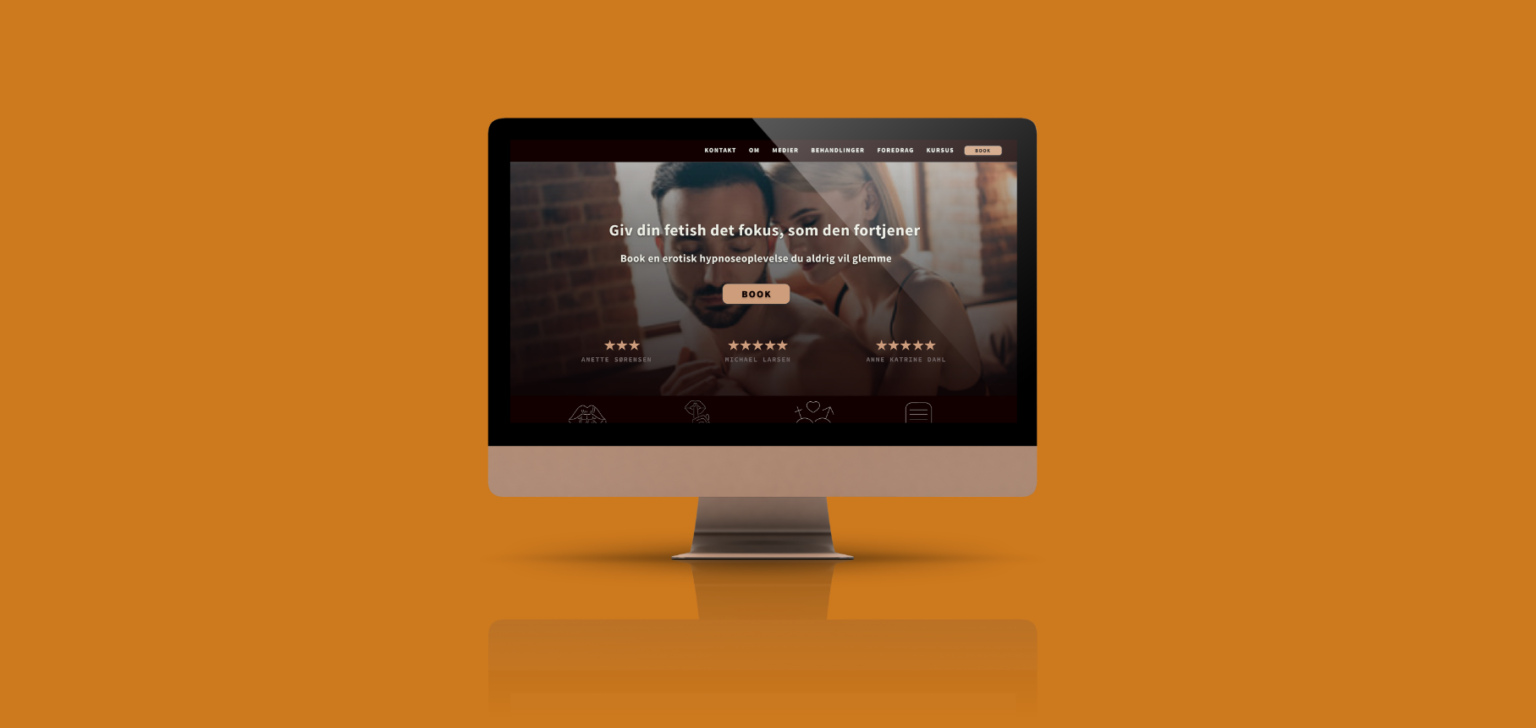 KONTAKT OM MEDIER BEHANDLINGER FOREDRAG KURSUS BOOK
Giv din fetish det fokus, som den fortjener
Book en erotisk hypnoseoplevelse du aldrig vil glemme
BOOK
ANETTE SØRENSEN MICHAEL LARSEN ANNE KATRINE DAHL